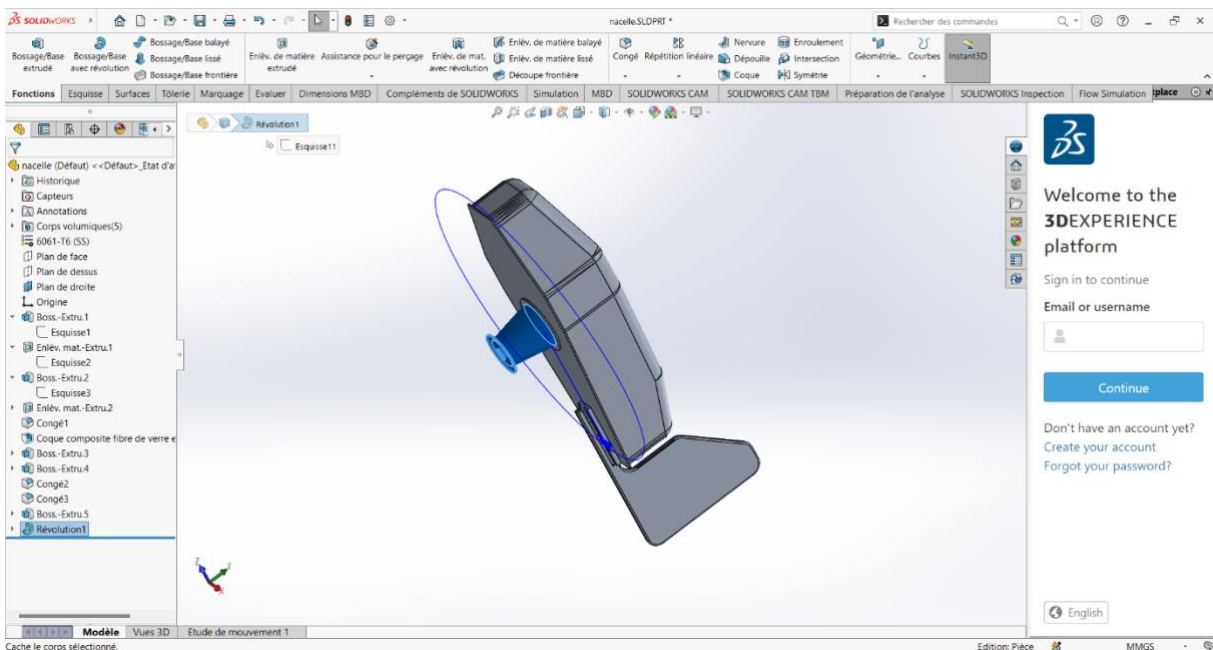 3S SOLIDWORKS
nacelle.SLDPRT *
Rechercher des commandes
Bossage/Base extrudé
Bossage/Base avec révolution
Bossage/Base balayé
Bossage/Base lissé
Bossage/Base frontière
Enlèv. de matière extrudé
Assistance pour le perçage
Enlèv. de mat. avec révolution
Enlèv. de matière balayé
Enlèv. de matière lissé
Découpe frontière
Congé
Répétition linéaire
Nervure
Dépouille
Coque
Enroulement
Intersection
Symétrie
Géométrie...
Courbes
Instant3D
Fonctions Esquisse Surfaces Tôlerie Marquage Evaluer Dimensions MBD Compléments de SOLIDWORKS Simulation MBD SOLIDWORKS CAM SOLIDWORKS CAM TBM Préparation de l'analyse SOLIDWORKS Inspection Flow Simulation place
Révolution1
Esquisse11
nacelle (Défaut) <<Défaut>_Etat d'a
Historique
Capteurs
Annotations
Corps volumiques(5)
6061-T6 (SS)
Plan de face
Plan de dessus
Plan de droite
Origine
Boss.-Extru.1
Esquisse1
Enlèv. mat.-Extru.1
Esquisse2
Boss.-Extru.2
Esquisse3
Enlèv. mat.-Extru.2
Congé1
Coque composite fibre de verre e
Boss.-Extru.3
Boss.-Extru.4
Congé2
Congé3
Boss.-Extru.5
Révolution1
Z
Y
X
3S
Welcome to the
3DEXPERIENCE
platform
Sign in to continue
Email or username
Continue
Don't have an account yet?
Create your account
Forgot your password?
English
Modèle Vues 3D Etude de mouvement 1
Cache le corps sélectionné.
Edition: Pièce
MMGS